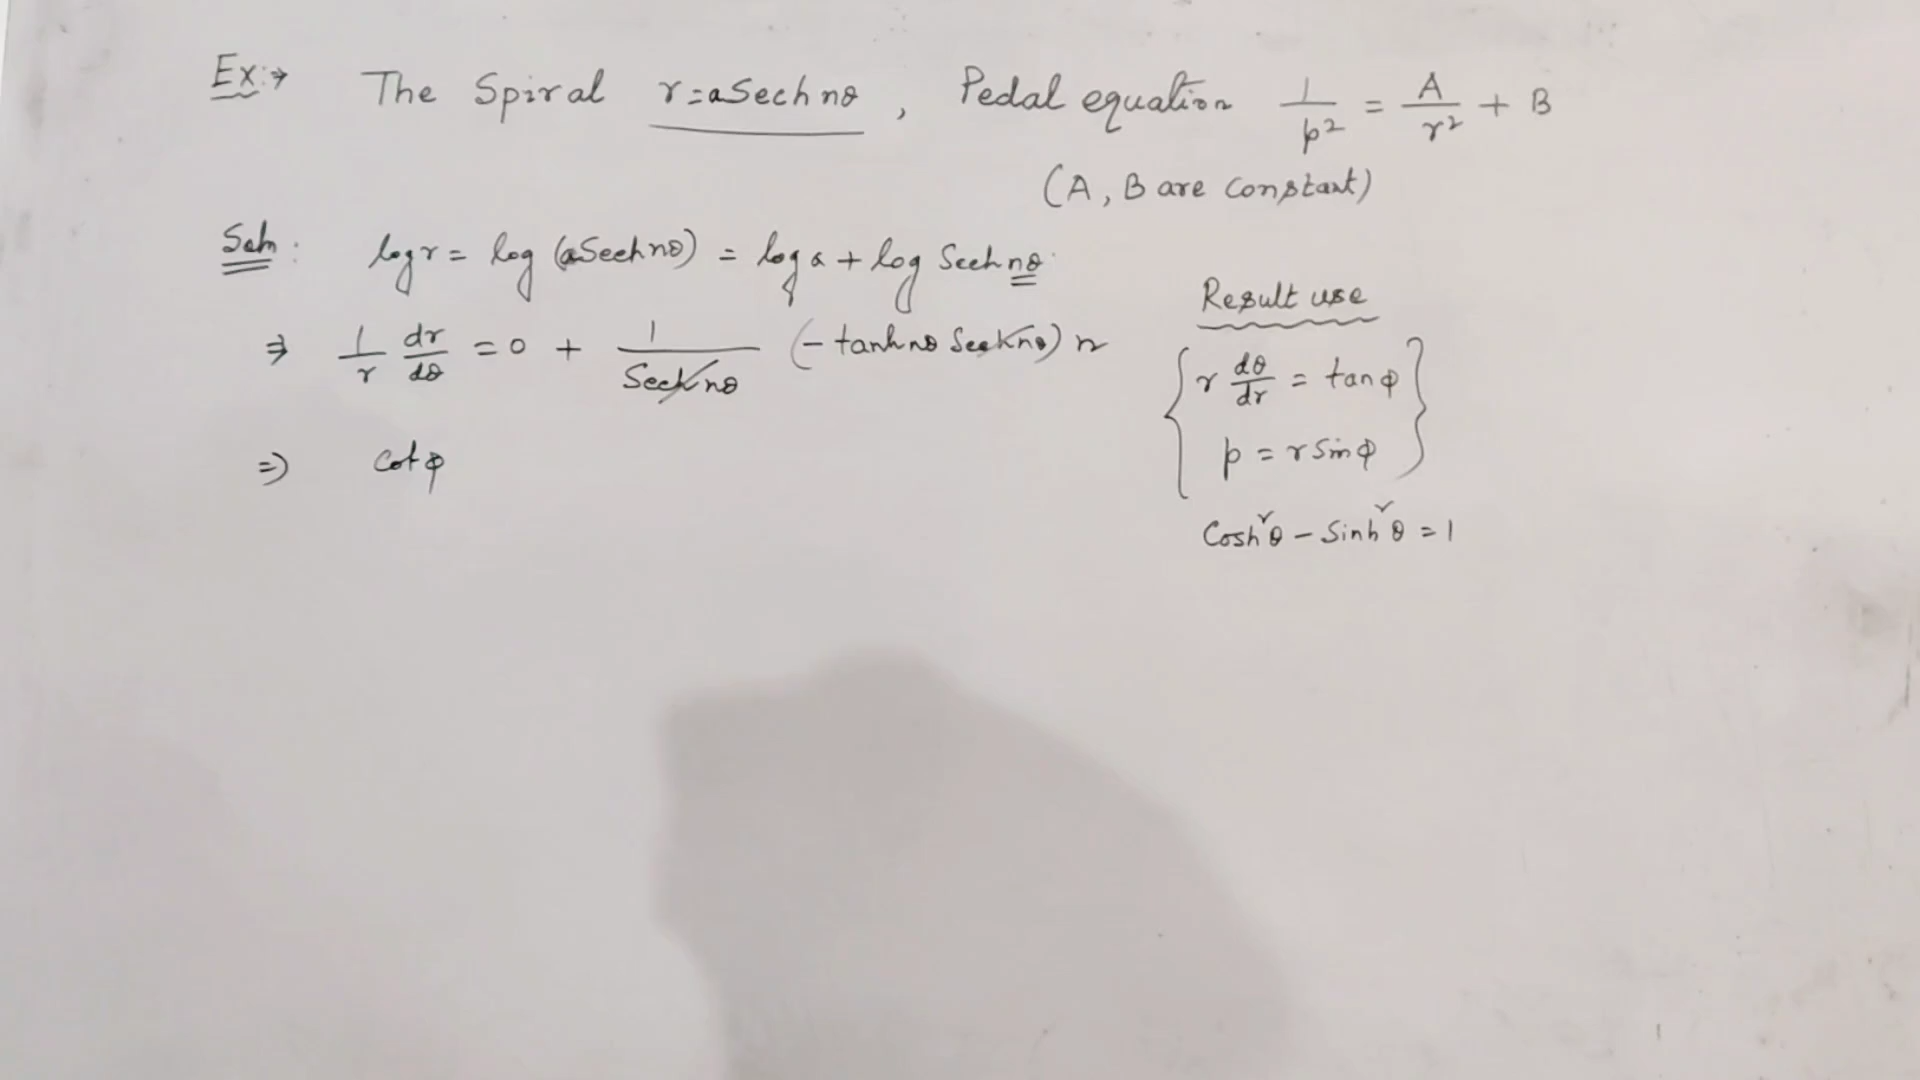 Ex:→ The Spiral r=aSech nθ , Pedal equation 1/p² = A/r² + B
(A, B are constant)
Soln : log r = log (aSech nθ) = log a + log Sech nθ
⇒ 1/r dr/dθ = 0 + 1/Sech nθ (- tanh nθ Sech nθ) n
⇒ cot φ
Result use
{ r dθ/dr = tan φ
p = r Sin φ }
Cosh²θ - Sinh²θ = 1